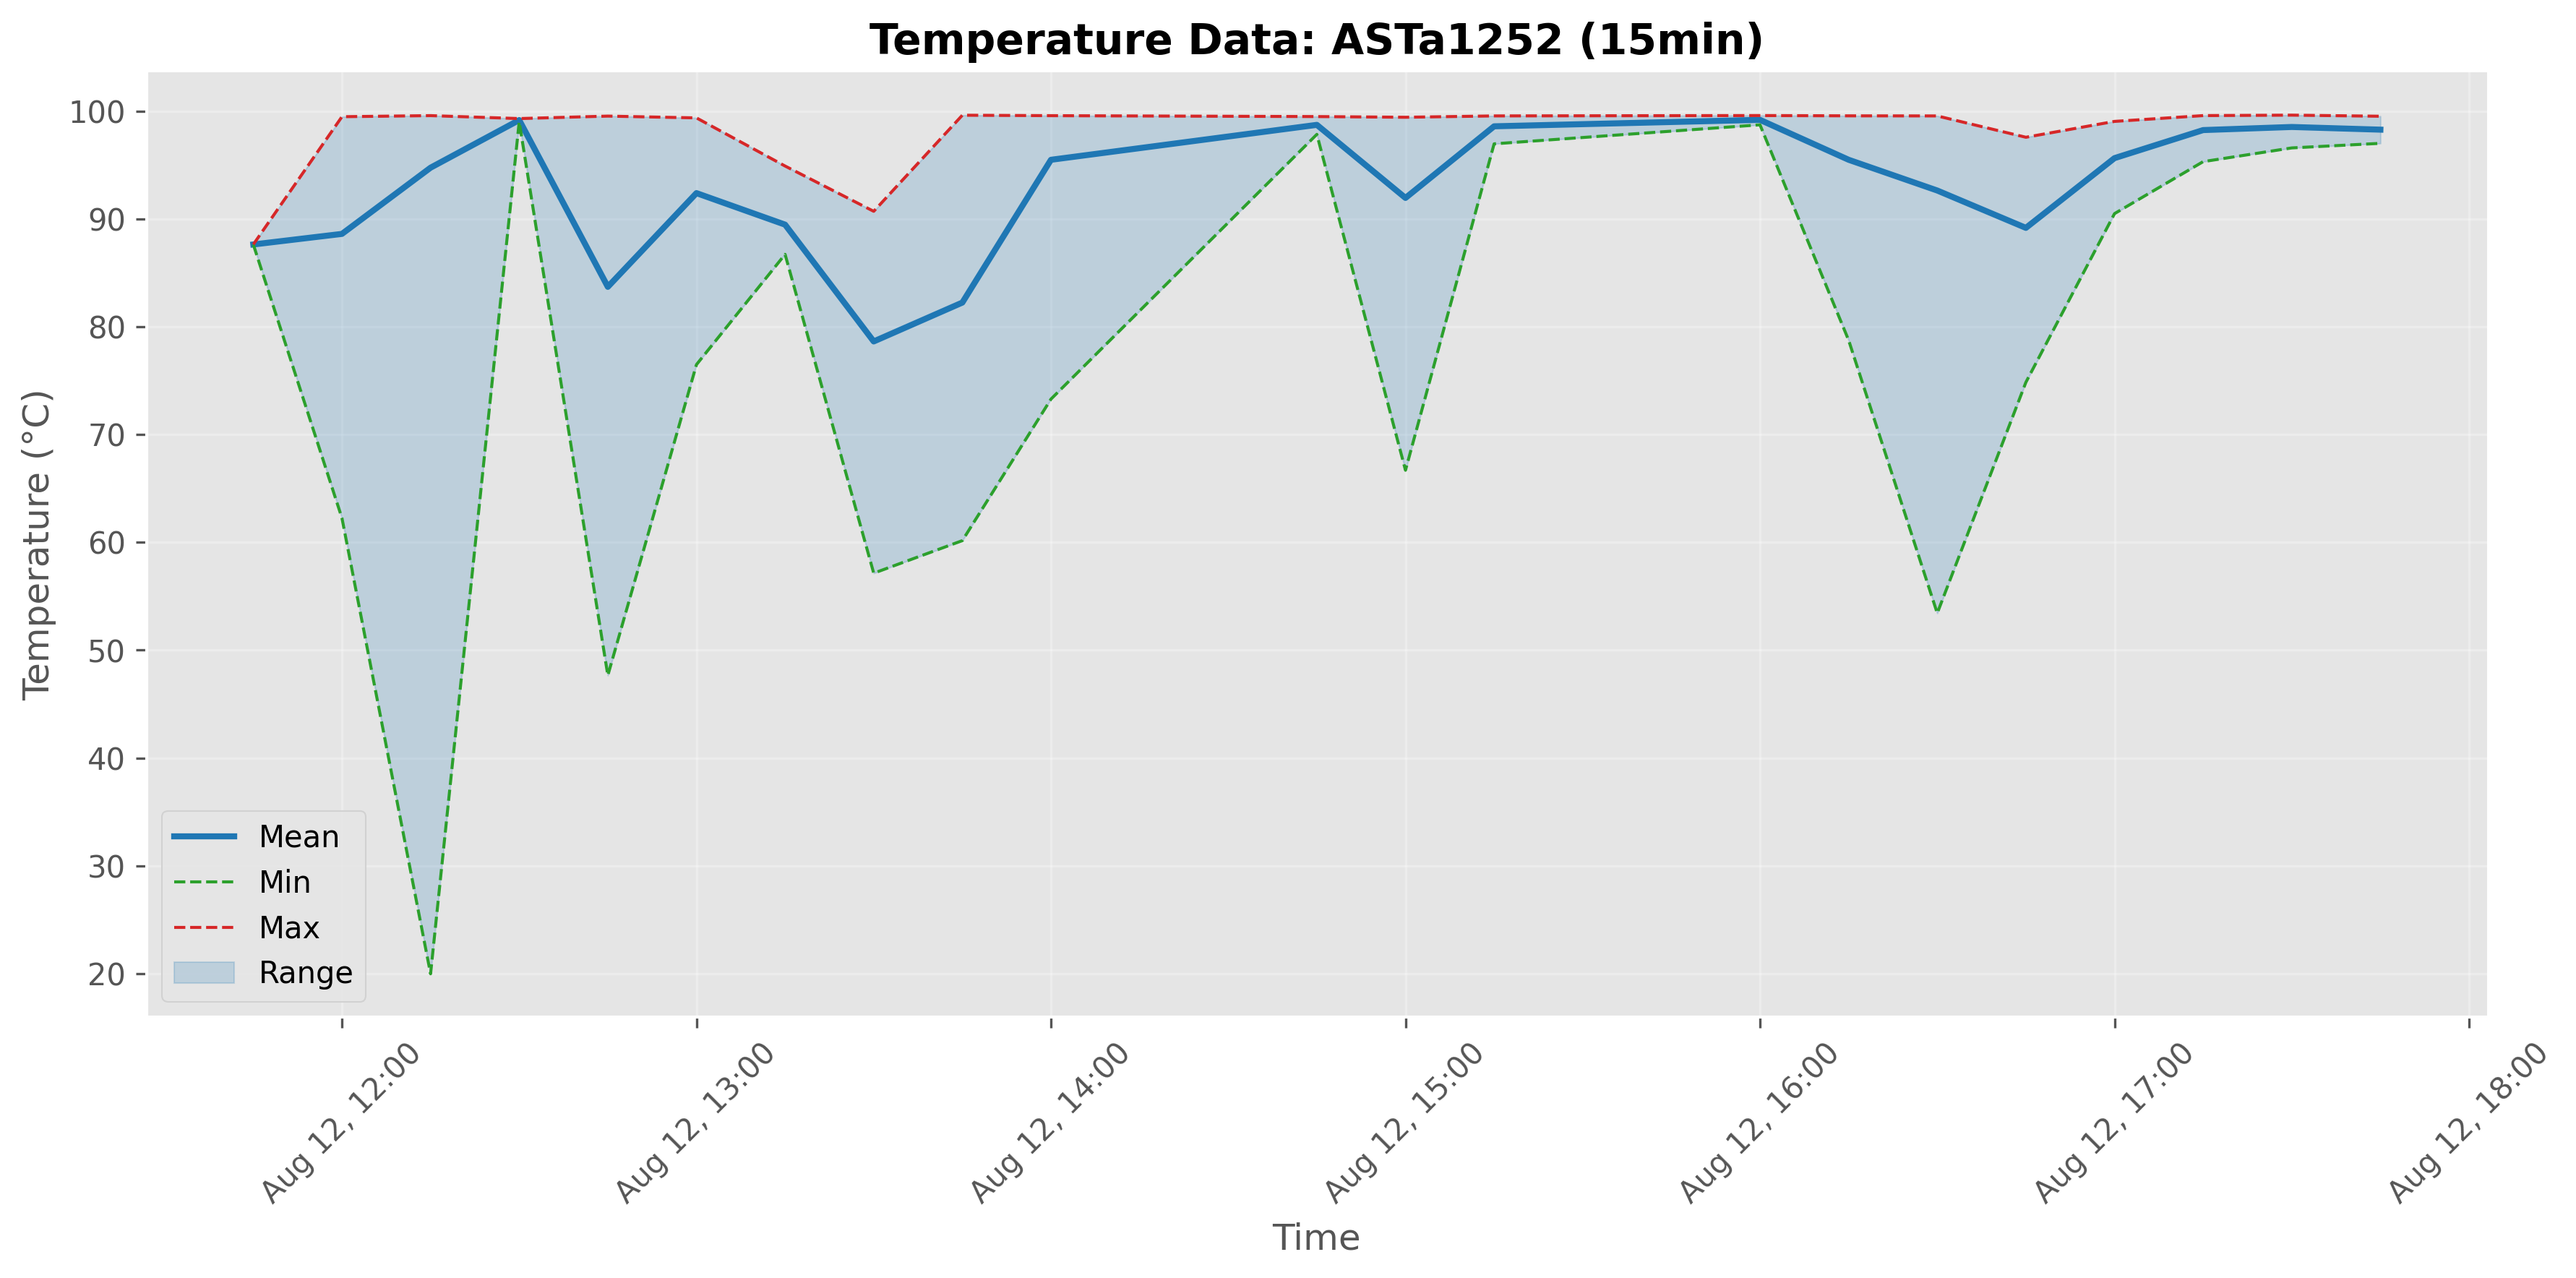 Temperature Data: ASTa1252 (15min)
Temperature (°C)
100
90
80
70
60
50
40
30
20
Mean
Min
Max
Range
Aug 12, 12:00
Aug 12, 13:00
Aug 12, 14:00
Aug 12, 15:00
Aug 12, 16:00
Aug 12, 17:00
Aug 12, 18:00
Time